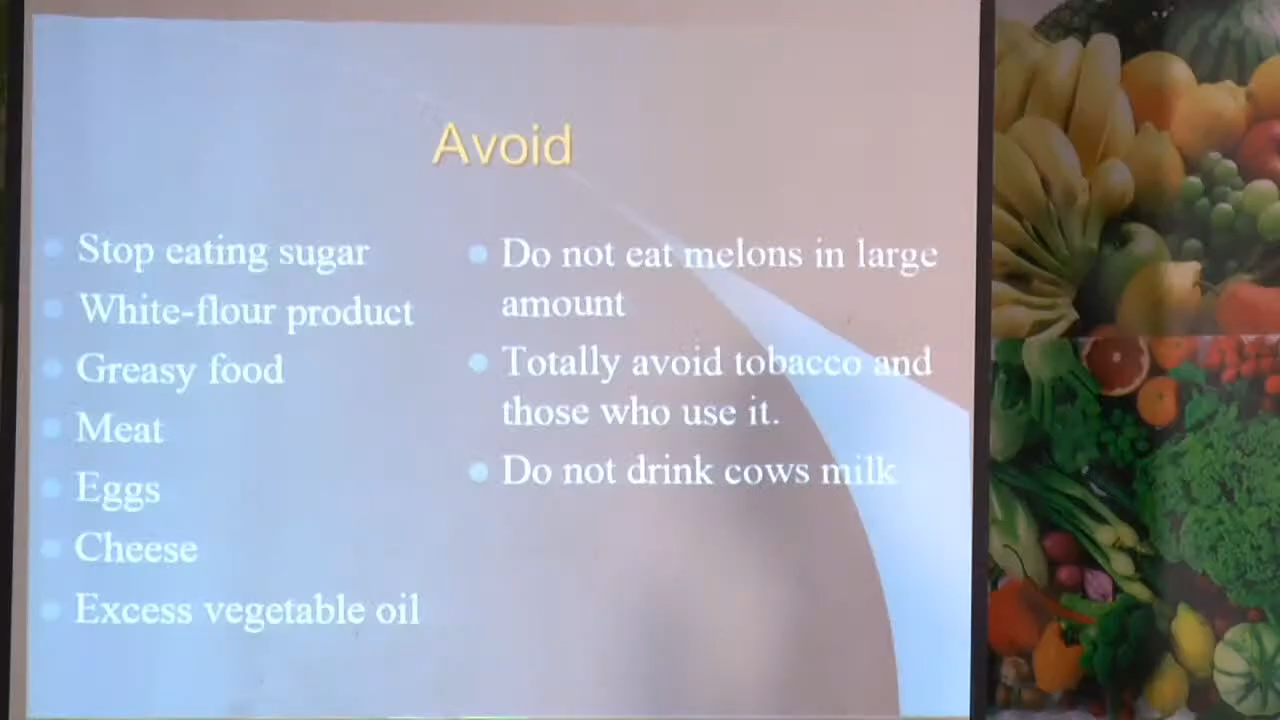 Avoid
Stop eating sugar
White-flour product
Greasy food
Meat
Eggs
Cheese
Excess vegetable oil
Do not eat melons in large
amount
Totally avoid tobacco and
those who use it.
Do not drink cows milk